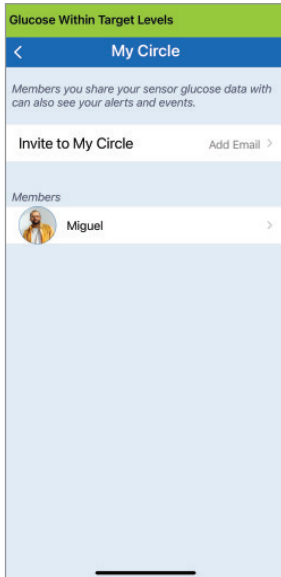 Glucose Within Target Levels
My Circle
Members you share your sensor glucose data with
can also see your alerts and events.
Invite to My Circle Add Email >
Members
Miguel >